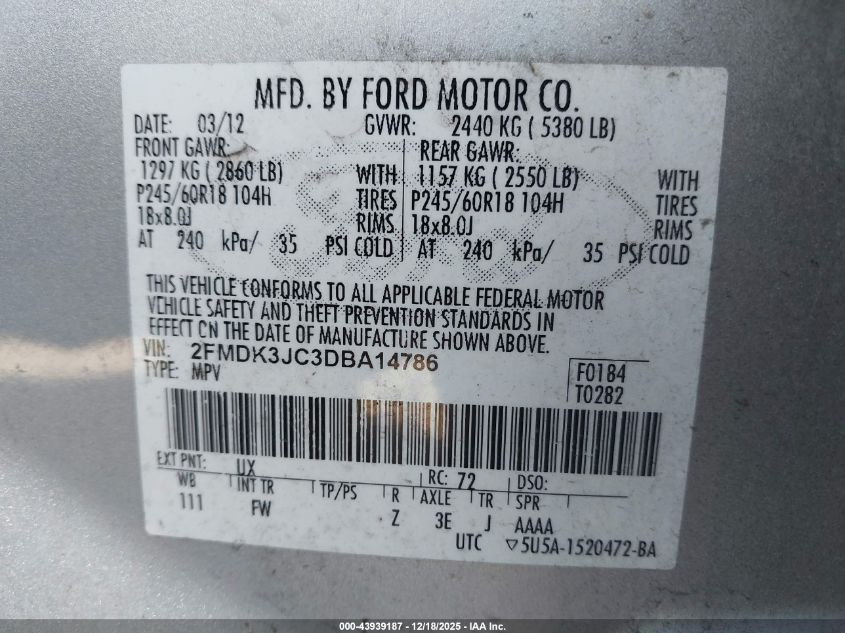 MFD. BY FORD MOTOR CO.
DATE: 03/12 GVWR: 2440 KG ( 5380 LB)
FRONT GAWR: REAR GAWR:
1297 KG ( 2860 LB) WITH 1157 KG ( 2550 LB) WITH
P245/60R18 104H TIRES P245/60R18 104H TIRES
18x8.0J RIMS 18x8.0J RIMS
AT 240 kPa/ 35 PSI COLD AT 240 kPa/ 35 PSI COLD
THIS VEHICLE CONFORMS TO ALL APPLICABLE FEDERAL MOTOR
VEHICLE SAFETY AND THEFT PREVENTION STANDARDS IN
EFFECT ON THE DATE OF MANUFACTURE SHOWN ABOVE.
VIN: 2FMDK3JC3DBA14786
TYPE: MPV
F0184
T0282
EXT PNT: UX RC: 72 DSO:
WB INT TR TP/PS R AXLE TR SPR
111 FW Z 3E J AAAA
UTC ▽5U5A-1520472-BA
000-43939187 - 12/18/2025 - IAA Inc.